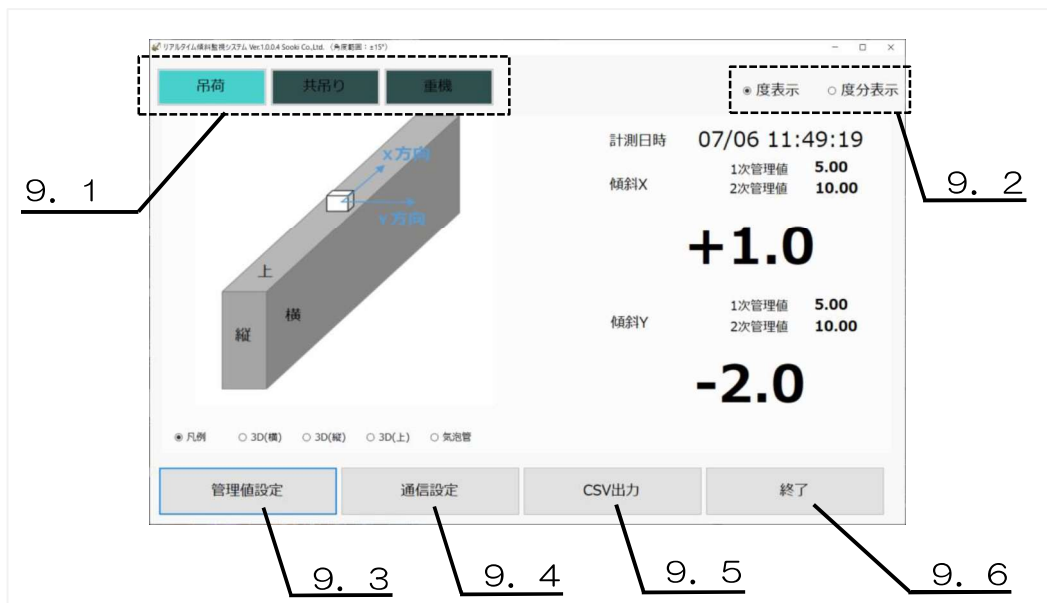 リアルタイム傾斜監視システム Ver.1.0.0.4 Sooki Co.,Ltd. (角度範囲:±15°)
吊荷 共吊り 重機
度表示 度分表示
9. 1
9. 2
計測日時 07/06 11:49:19
傾斜X
1次管理値 5.00
2次管理値 10.00
+1.0
傾斜Y
1次管理値 5.00
2次管理値 10.00
-2.0
x方向
Y方向
上
横
縦
凡例 3D(横) 3D(縦) 3D(上) 気泡管
管理値設定 通信設定 CSV出力 終了
9. 3
9. 4
9. 5
9. 6